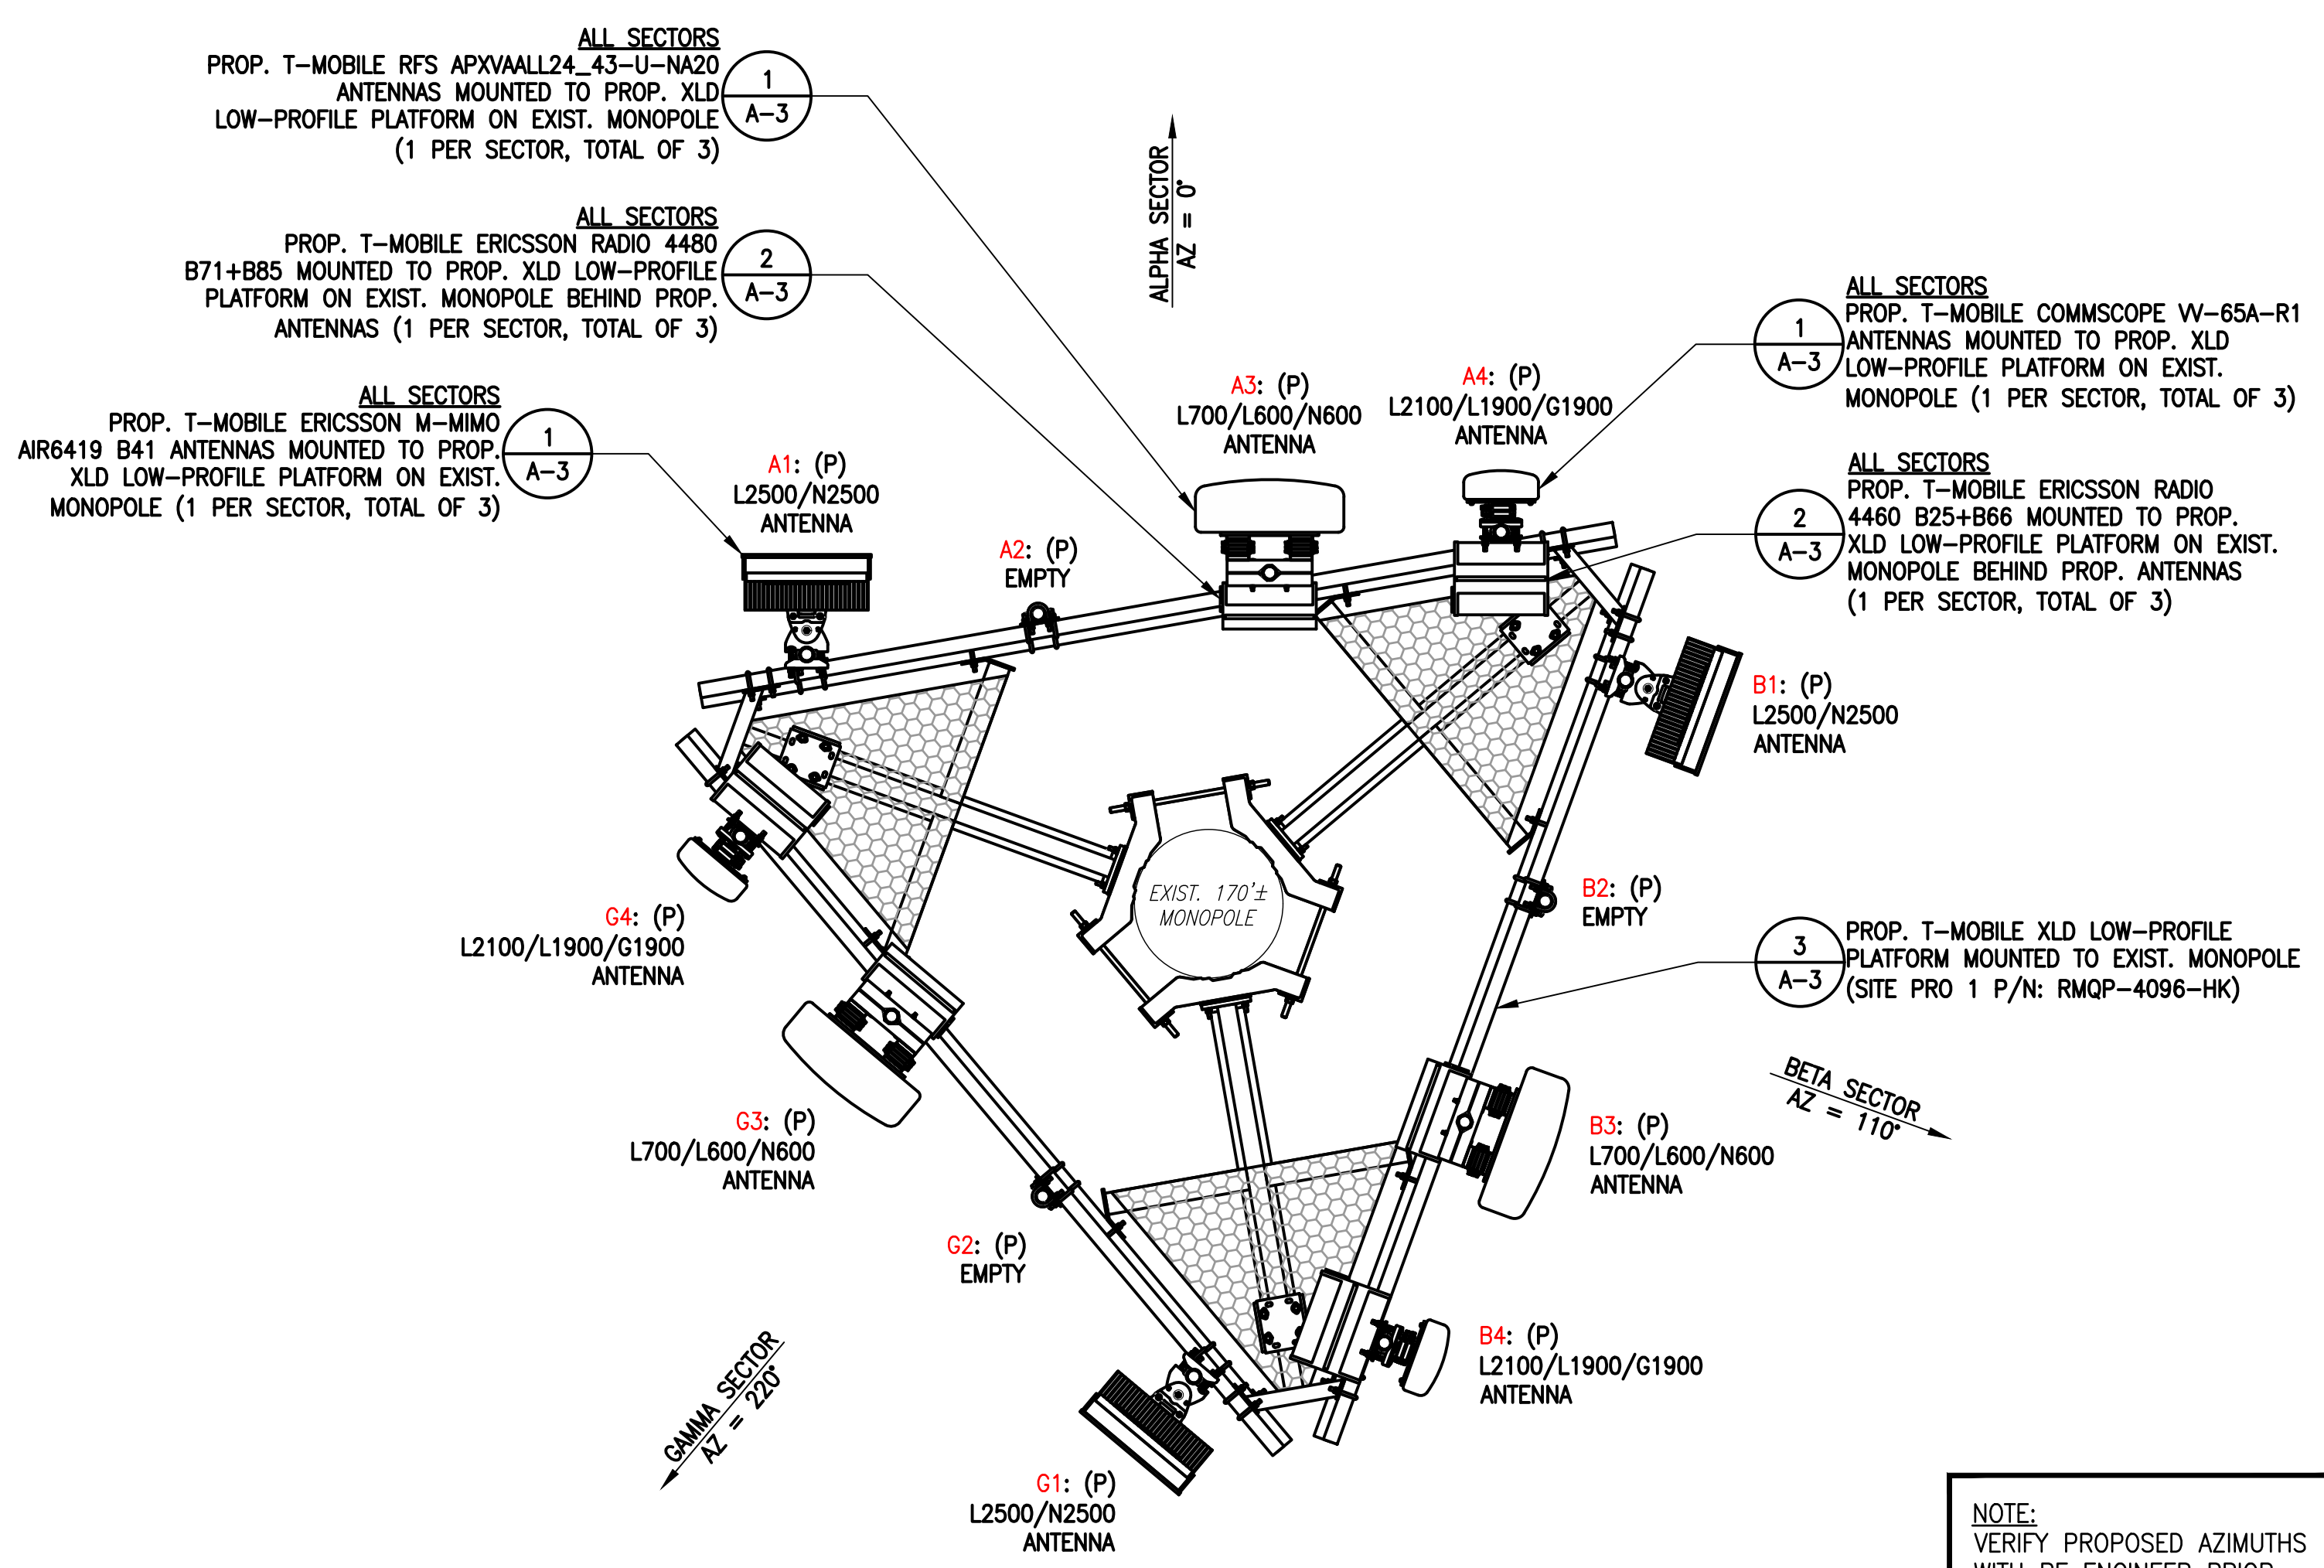 ALL SECTORS
PROP. T-MOBILE RFS APXVAALL24_43-U-NA20
ANTENNAS MOUNTED TO PROP. XLD
LOW-PROFILE PLATFORM ON EXIST. MONOPOLE
(1 PER SECTOR, TOTAL OF 3)
1
A-3
ALL SECTORS
PROP. T-MOBILE ERICSSON RADIO 4480
B71+B85 MOUNTED TO PROP. XLD LOW-PROFILE
PLATFORM ON EXIST. MONOPOLE BEHIND PROP.
ANTENNAS (1 PER SECTOR, TOTAL OF 3)
2
A-3
ALL SECTORS
PROP. T-MOBILE ERICSSON M-MIMO
AIR6419 B41 ANTENNAS MOUNTED TO PROP.
XLD LOW-PROFILE PLATFORM ON EXIST.
MONOPOLE (1 PER SECTOR, TOTAL OF 3)
1
A-3
ALPHA SECTOR
AZ = 0°
1
A-3
ALL SECTORS
PROP. T-MOBILE COMMSCOPE VV-65A-R1
ANTENNAS MOUNTED TO PROP. XLD
LOW-PROFILE PLATFORM ON EXIST.
MONOPOLE (1 PER SECTOR, TOTAL OF 3)
2
A-3
ALL SECTORS
PROP. T-MOBILE ERICSSON RADIO
4460 B25+B66 MOUNTED TO PROP.
XLD LOW-PROFILE PLATFORM ON EXIST.
MONOPOLE BEHIND PROP. ANTENNAS
(1 PER SECTOR, TOTAL OF 3)
A1: (P)
L2500/N2500
ANTENNA
A2: (P)
EMPTY
A3: (P)
L700/L600/N600
ANTENNA
A4: (P)
L2100/L1900/G1900
ANTENNA
B1: (P)
L2500/N2500
ANTENNA
B2: (P)
EMPTY
3
A-3
PROP. T-MOBILE XLD LOW-PROFILE
PLATFORM MOUNTED TO EXIST. MONOPOLE
(SITE PRO 1 P/N: RMQP-4096-HK)
EXIST. 170'±
MONOPOLE
BETA SECTOR
AZ = 110°
B3: (P)
L700/L600/N600
ANTENNA
B4: (P)
L2100/L1900/G1900
ANTENNA
G4: (P)
L2100/L1900/G1900
ANTENNA
G3: (P)
L700/L600/N600
ANTENNA
G2: (P)
EMPTY
GAMMA SECTOR
AZ = 220°
G1: (P)
L2500/N2500
ANTENNA
NOTE:
VERIFY PROPOSED AZIMUTHS
WITH RF ENGINEER PRIOR